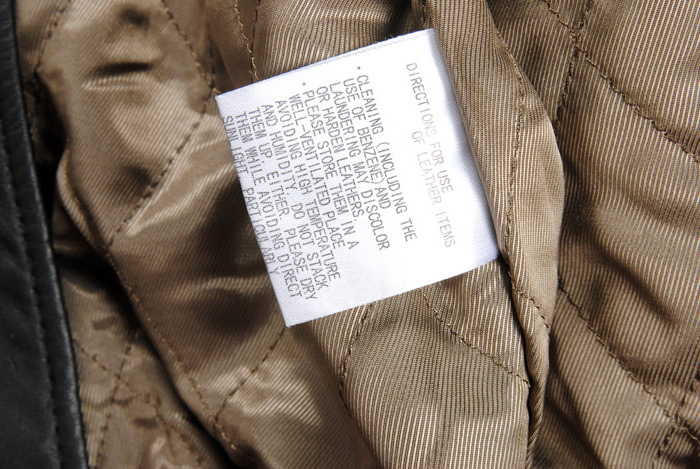 DIRECTIONS FOR USE
OF LEATHER ITEMS
• CLEANING (INCLUDING THE
USE OF BENZENE) AND
LAUNDERING MAY DISCOLOR
OR HARDEN LEATHERS.
• PLEASE STORE THEM IN A
WELL-VENTILATED PLACE
AVOIDING HIGH TEMPERATURE
AND HUMIDITY. DO NOT STACK
THEM UP, EITHER. PLEASE DRY
THEM WHILE AVOIDING DIRECT
SUNLIGHT PARTICULARLY